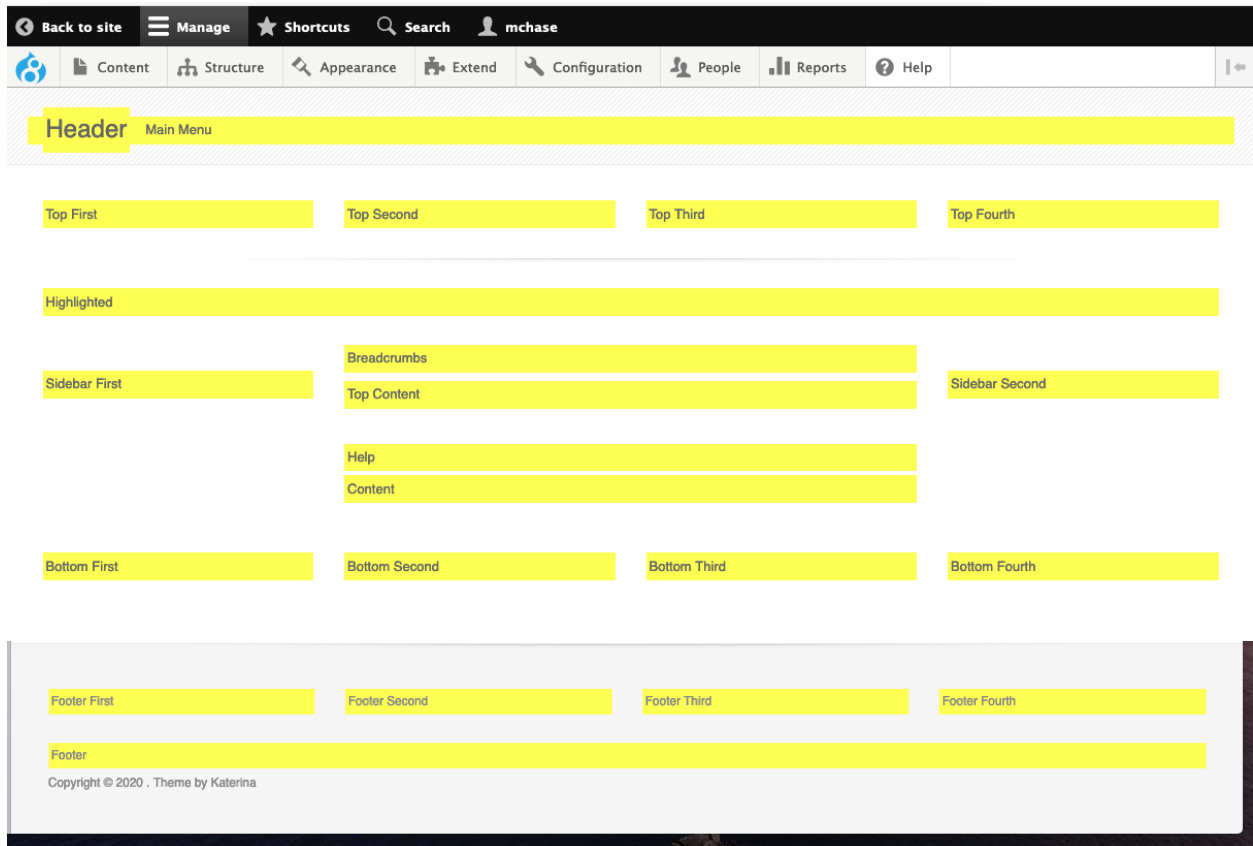 Back to site Manage Shortcuts Search mchase
Content Structure Appearance Extend Configuration People Reports Help
Header Main Menu
Top First Top Second Top Third Top Fourth
Highlighted
Breadcrumbs
Sidebar First Sidebar Second
Top Content
Help
Content
Bottom First Bottom Second Bottom Third Bottom Fourth
Footer First Footer Second Footer Third Footer Fourth
Footer
Copyright © 2020 . Theme by Katerina